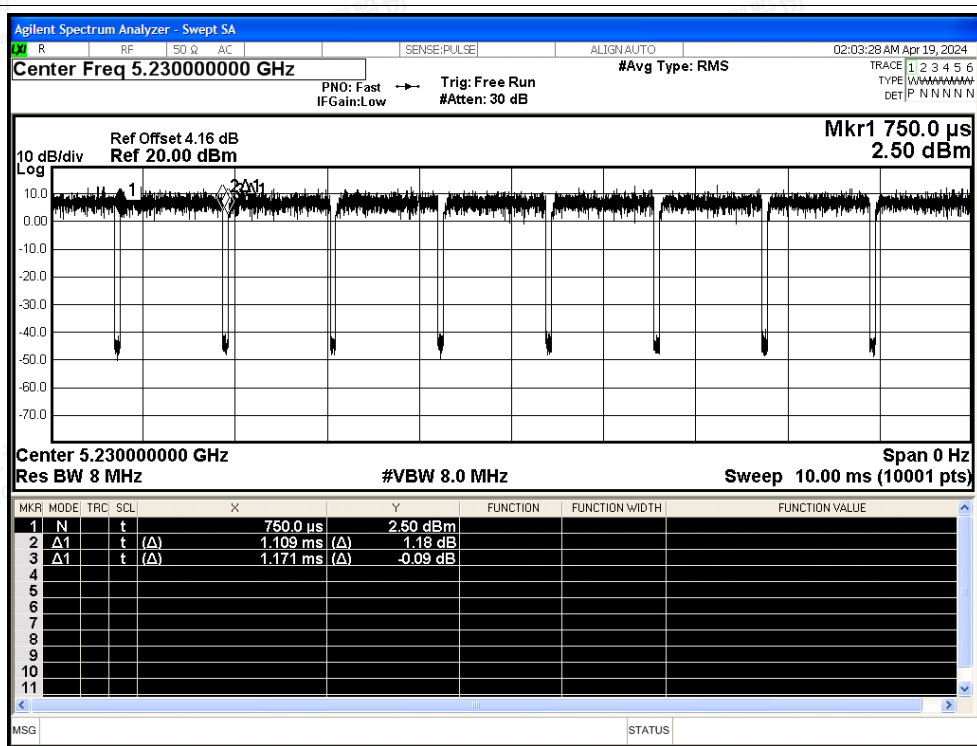 Agilent Spectrum Analyzer - Swept SA
LXI R RF 50 Ω AC SENSE:PULSE ALIGN AUTO 02:03:28 AM Apr 19, 2024
Center Freq 5.230000000 GHz #Avg Type: RMS TRACE 1 2 3 4 5 6
PNO: Fast Trig: Free Run TYPE
IFGain:Low #Atten: 30 dB DET P N N N N N
Mkr1 750.0 µs
Ref Offset 4.16 dB
10 dB/div Ref 20.00 dBm 2.50 dBm
Log
10.0
0.00
-10.0
-20.0
-30.0
-40.0
-50.0
-60.0
-70.0
1
Center 5.230000000 GHz Span 0 Hz
Res BW 8 MHz #VBW 8.0 MHz Sweep 10.00 ms (10001 pts)
MKR MODE TRC SCL X Y FUNCTION FUNCTION WIDTH FUNCTION VALUE
1 N t 750.0 µs 2.50 dBm
2 Δ1 t (Δ) 1.109 ms (Δ) 1.18 dB
3 Δ1 t (Δ) 1.171 ms (Δ) -0.09 dB
4
5
6
7
8
9
10
11
MSG STATUS